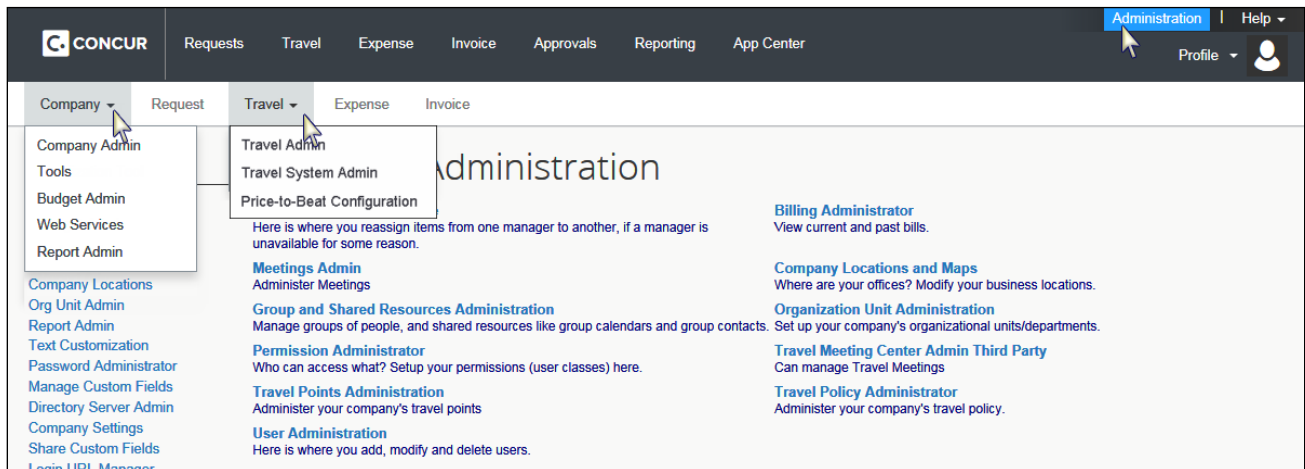 Administration | Help
C. CONCUR Requests Travel Expense Invoice Approvals Reporting App Center
Profile
Company Request Travel Expense Invoice
Company Admin
Tools
Budget Admin
Web Services
Report Admin
Travel Admin
Travel System Admin
Price-to-Beat Configuration
Administration
Company Locations
Org Unit Admin
Report Admin
Text Customization
Password Administrator
Manage Custom Fields
Directory Server Admin
Company Settings
Share Custom Fields
Login URL Manager
Here is where you reassign items from one manager to another, if a manager is
unavailable for some reason.
Meetings Admin
Administer Meetings
Group and Shared Resources Administration
Manage groups of people, and shared resources like group calendars and group contacts.
Permission Administrator
Who can access what? Setup your permissions (user classes) here.
Travel Points Administration
Administer your company's travel points
User Administration
Here is where you add, modify and delete users.
Billing Administrator
View current and past bills.
Company Locations and Maps
Where are your offices? Modify your business locations.
Organization Unit Administration
Set up your company's organizational units/departments.
Travel Meeting Center Admin Third Party
Can manage Travel Meetings
Travel Policy Administrator
Administer your company's travel policy.